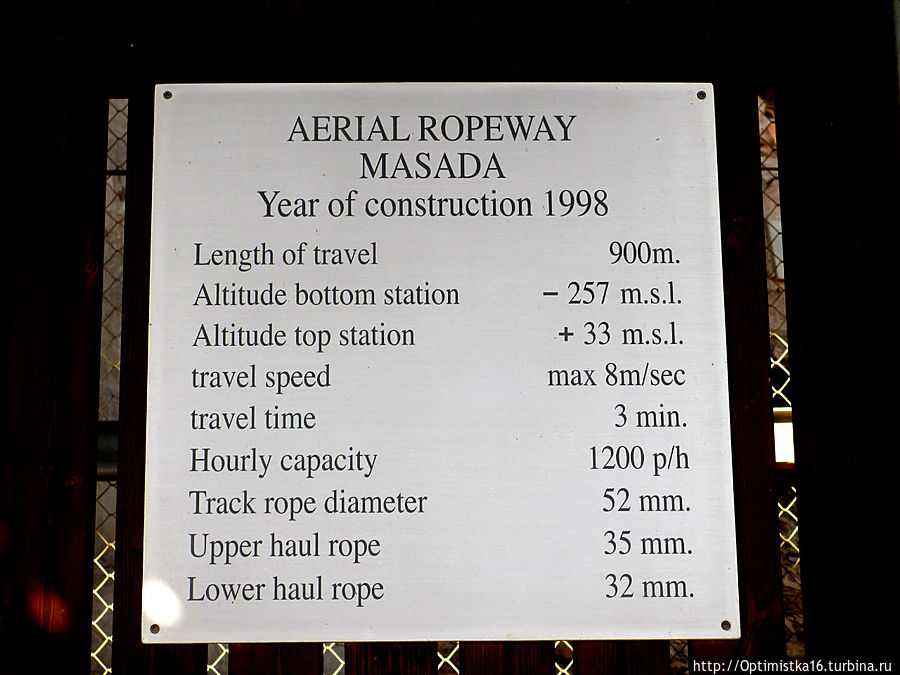 AERIAL ROPEWAY
MASADA
Year of construction 1998
Length of travel 900m.
Altitude bottom station – 257 m.s.l.
Altitude top station + 33 m.s.l.
travel speed max 8m/sec
travel time 3 min.
Hourly capacity 1200 p/h
Track rope diameter 52 mm.
Upper haul rope 35 mm.
Lower haul rope 32 mm.
http://Optimistka16.turbina.ru